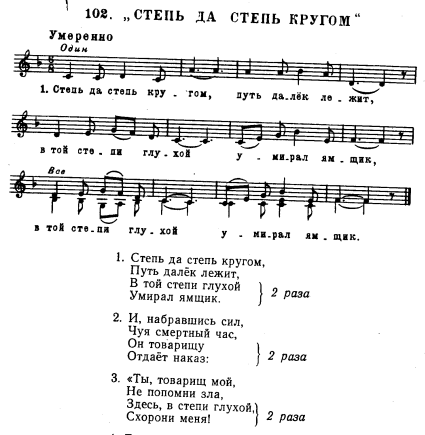 102. „СТЕПЬ ДА СТЕПЬ КРУГОМ“
Умеренно
Один
1. Степь да степь кру - гом, путь далёк ле - жит,
в той сте - пи глу - хой у - ми - рал ям - щик,
Все
в той сте - пи глу - хой у - ми - рал ям - щик.
1. Степь да степь кругом,
Путь далёк лежит,
В той степи глухой
Умирал ямщик. } 2 раза
2. И, набравшись сил,
Чуя смертный час,
Он товарищу
Отдаёт наказ: } 2 раза
3. «Ты, товарищ мой,
Не попомни зла,
Здесь, в степи глухой,
Схорони меня! } 2 раза